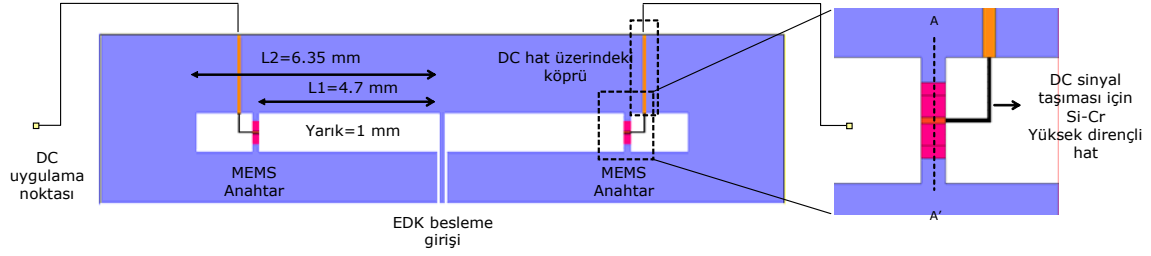 L2=6.35 mm
L1=4.7 mm
DC hat üzerindeki
köprü
Yarık=1 mm
DC
uygulama
noktası
MEMS
Anahtar
MEMS
Anahtar
EDK besleme
girişi
A
DC sinyal
taşıması için
Si-Cr
Yüksek dirençli
hat
A’